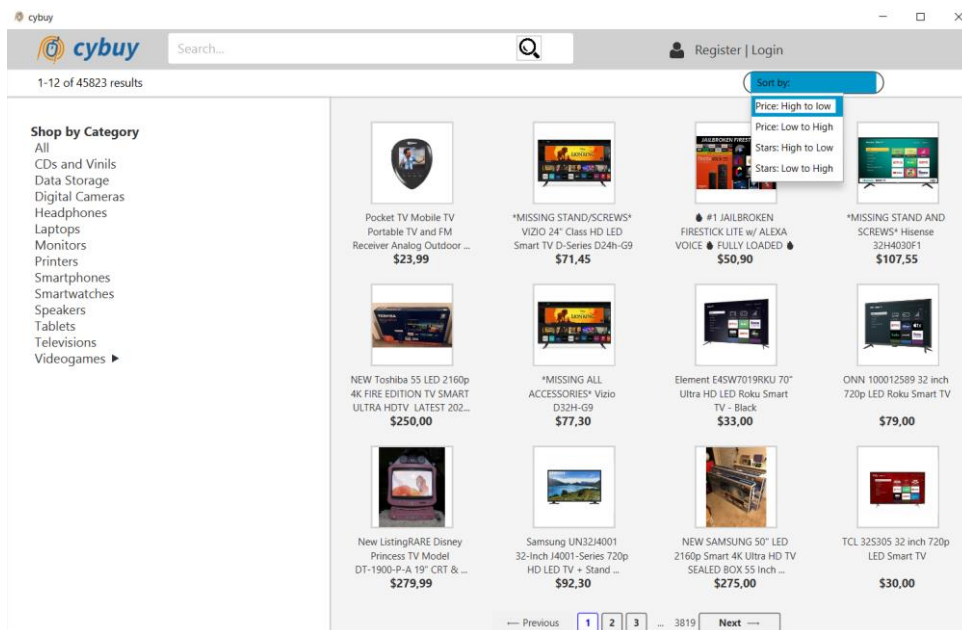 cybuy
cybuy
Search...
Register | Login
1-12 of 45823 results
Sort by:
Price: High to low
Price: Low to High
Stars: High to Low
Stars: Low to High
Shop by Category
All
CDs and Vinils
Data Storage
Digital Cameras
Headphones
Laptops
Monitors
Printers
Smartphones
Smartwatches
Speakers
Tablets
Televisions
Videogames ▶
Pocket TV Mobile TV
Portable TV and FM
Receiver Analog Outdoor ...
$23,99
*MISSING STAND/SCREWS*
VIZIO 24" Class HD LED
Smart TV D-Series D24h-G9
$71,45
JAILBROKEN FIREST
#1 JAILBROKEN
FIRESTICK LITE w/ ALEXA
VOICE FULLY LOADED
$50,90
*MISSING STAND AND
SCREWS* Hisense
32H4030F1
$107,55
NEW Toshiba 55 LED 2160p
4K FIRE EDITION TV SMART
ULTRA HDTV LATEST 202...
$250,00
*MISSING ALL
ACCESSORIES* Vizio
D32H-G9
$77,30
Element E4SW7019RKU 70"
Ultra HD LED Roku Smart
TV - Black
$33,00
ONN 100012589 32 inch
720p LED Roku Smart TV
$79,00
New ListingRARE Disney
Princess TV Model
DT-1900-P-A 19" CRT & ...
$279,99
Samsung UN32J4001
32-Inch J4001-Series 720p
HD LED TV + Stand ...
$92,30
NEW SAMSUNG 50" LED
2160p Smart 4K Ultra HD TV
SEALED BOX 55 Inch ...
$275,00
TCL 32S305 32 inch 720p
LED Smart TV
$30,00
← Previous 1 2 3 ... 3819 Next →